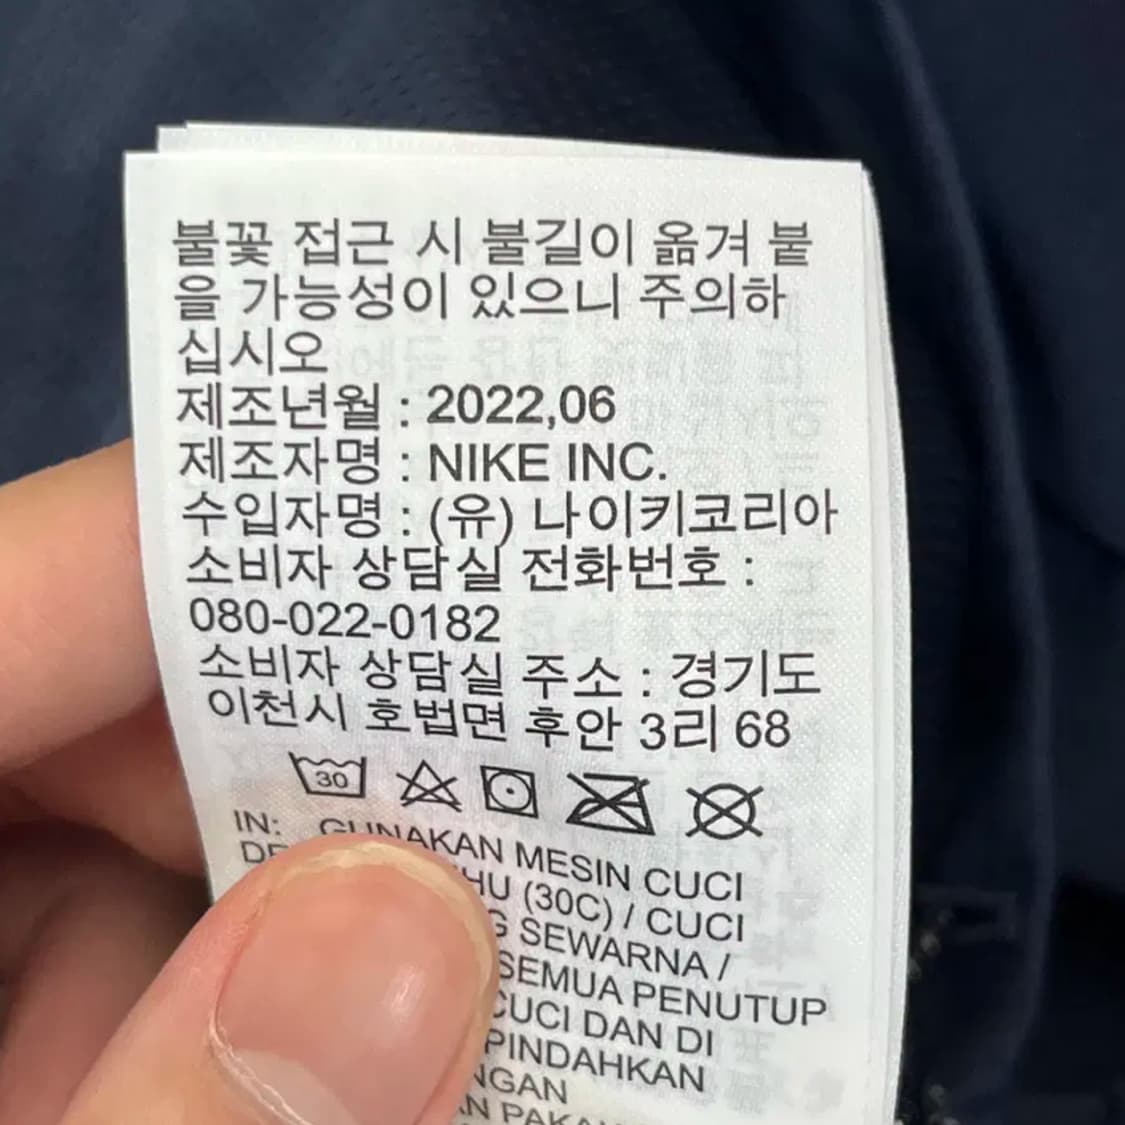 불꽃 접근 시 불길이 옮겨 붙
을 가능성이 있으니 주의하
십시오
제조년월 : 2022,06
제조자명 : NIKE INC.
수입자명 : (유) 나이키코리아
소비자 상담실 전화번호 :
080-022-0182
소비자 상담실 주소 : 경기도
이천시 호법면 후안 3리 68
30
IN: GUNAKAN MESIN CUCI
(30C) / CUCI
SEWARNA /
SEMUA PENUTUP
CUCI DAN DI
PINDAHKAN